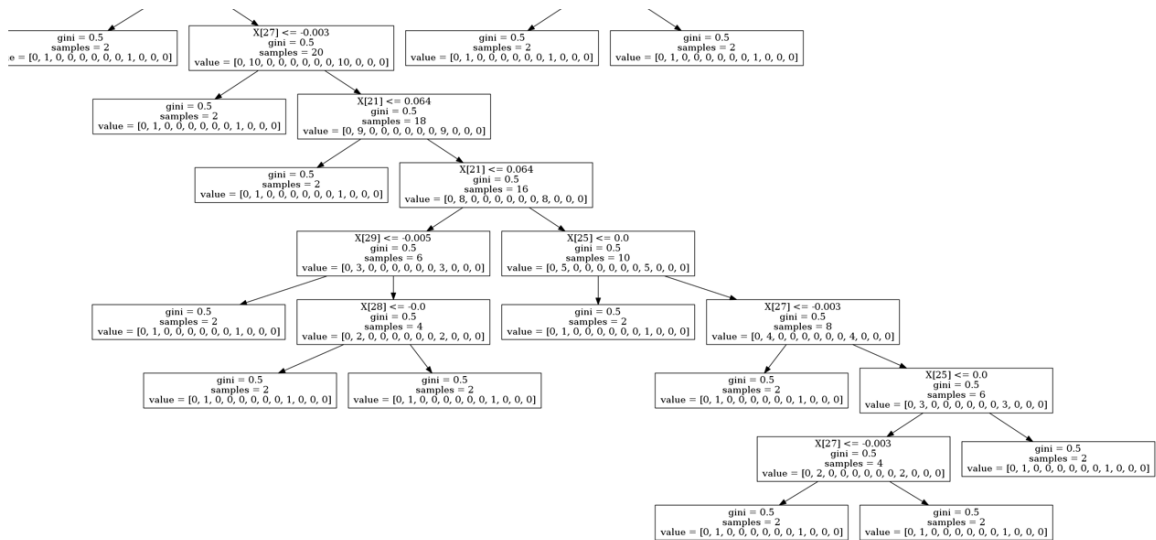 gini = 0.5
samples = 2
e = [0, 1, 0, 0, 0, 0, 0, 0, 1, 0, 0, 0]
X[27] <= -0.003
gini = 0.5
samples = 20
value = [0, 10, 0, 0, 0, 0, 0, 0, 10, 0, 0, 0]
gini = 0.5
samples = 2
value = [0, 1, 0, 0, 0, 0, 0, 0, 1, 0, 0, 0]
gini = 0.5
samples = 2
value = [0, 1, 0, 0, 0, 0, 0, 0, 1, 0, 0, 0]
gini = 0.5
samples = 2
value = [0, 1, 0, 0, 0, 0, 0, 0, 1, 0, 0, 0]
X[21] <= 0.064
gini = 0.5
samples = 18
value = [0, 9, 0, 0, 0, 0, 0, 0, 9, 0, 0, 0]
gini = 0.5
samples = 2
value = [0, 1, 0, 0, 0, 0, 0, 0, 1, 0, 0, 0]
X[21] <= 0.064
gini = 0.5
samples = 16
value = [0, 8, 0, 0, 0, 0, 0, 0, 8, 0, 0, 0]
X[29] <= -0.005
gini = 0.5
samples = 6
value = [0, 3, 0, 0, 0, 0, 0, 0, 3, 0, 0, 0]
X[25] <= 0.0
gini = 0.5
samples = 10
value = [0, 5, 0, 0, 0, 0, 0, 0, 5, 0, 0, 0]
gini = 0.5
samples = 2
value = [0, 1, 0, 0, 0, 0, 0, 0, 1, 0, 0, 0]
X[28] <= -0.0
gini = 0.5
samples = 4
value = [0, 2, 0, 0, 0, 0, 0, 0, 2, 0, 0, 0]
gini = 0.5
samples = 2
value = [0, 1, 0, 0, 0, 0, 0, 0, 1, 0, 0, 0]
X[27] <= -0.003
gini = 0.5
samples = 8
value = [0, 4, 0, 0, 0, 0, 0, 0, 4, 0, 0, 0]
gini = 0.5
samples = 2
value = [0, 1, 0, 0, 0, 0, 0, 0, 1, 0, 0, 0]
gini = 0.5
samples = 2
value = [0, 1, 0, 0, 0, 0, 0, 0, 1, 0, 0, 0]
gini = 0.5
samples = 2
value = [0, 1, 0, 0, 0, 0, 0, 0, 1, 0, 0, 0]
X[25] <= 0.0
gini = 0.5
samples = 6
value = [0, 3, 0, 0, 0, 0, 0, 0, 3, 0, 0, 0]
X[27] <= -0.003
gini = 0.5
samples = 4
value = [0, 2, 0, 0, 0, 0, 0, 0, 2, 0, 0, 0]
gini = 0.5
samples = 2
value = [0, 1, 0, 0, 0, 0, 0, 0, 1, 0, 0, 0]
gini = 0.5
samples = 2
value = [0, 1, 0, 0, 0, 0, 0, 0, 1, 0, 0, 0]
gini = 0.5
samples = 2
value = [0, 1, 0, 0, 0, 0, 0, 0, 1, 0, 0, 0]